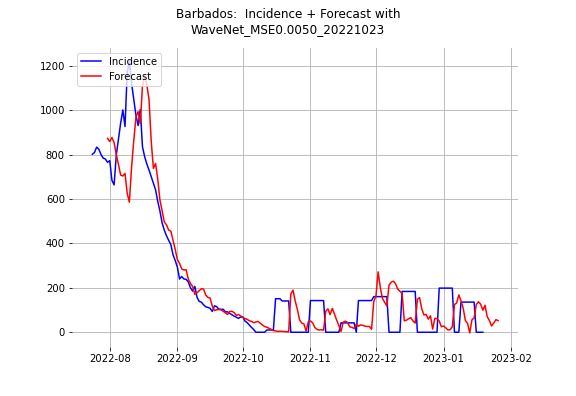 Barbados:  Incidence + Forecast with
WaveNet_MSE0.0050_20221023
Incidence
Forecast
1200
1000
800
600
400
200
0
2022-08 2022-09 2022-10 2022-11 2022-12 2023-01 2023-02